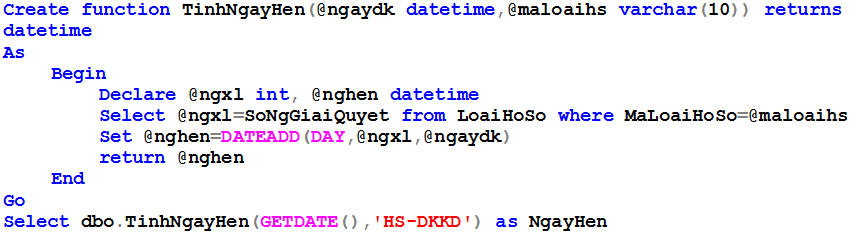 Create function TinhNgayHen(@ngaydk datetime,@maloaihs varchar(10)) returns
datetime
As
Begin
Declare @ngxl int, @nghen datetime
Select @ngxl=SoNgGiaiQuyet from LoaiHoSo where MaLoaiHoSo=@maloaihs
Set @nghen=DATEADD(DAY,@ngxl,@ngaydk)
return @nghen
End
Go
Select dbo.TinhNgayHen(GETDATE(),'HS-DKKD') as NgayHen